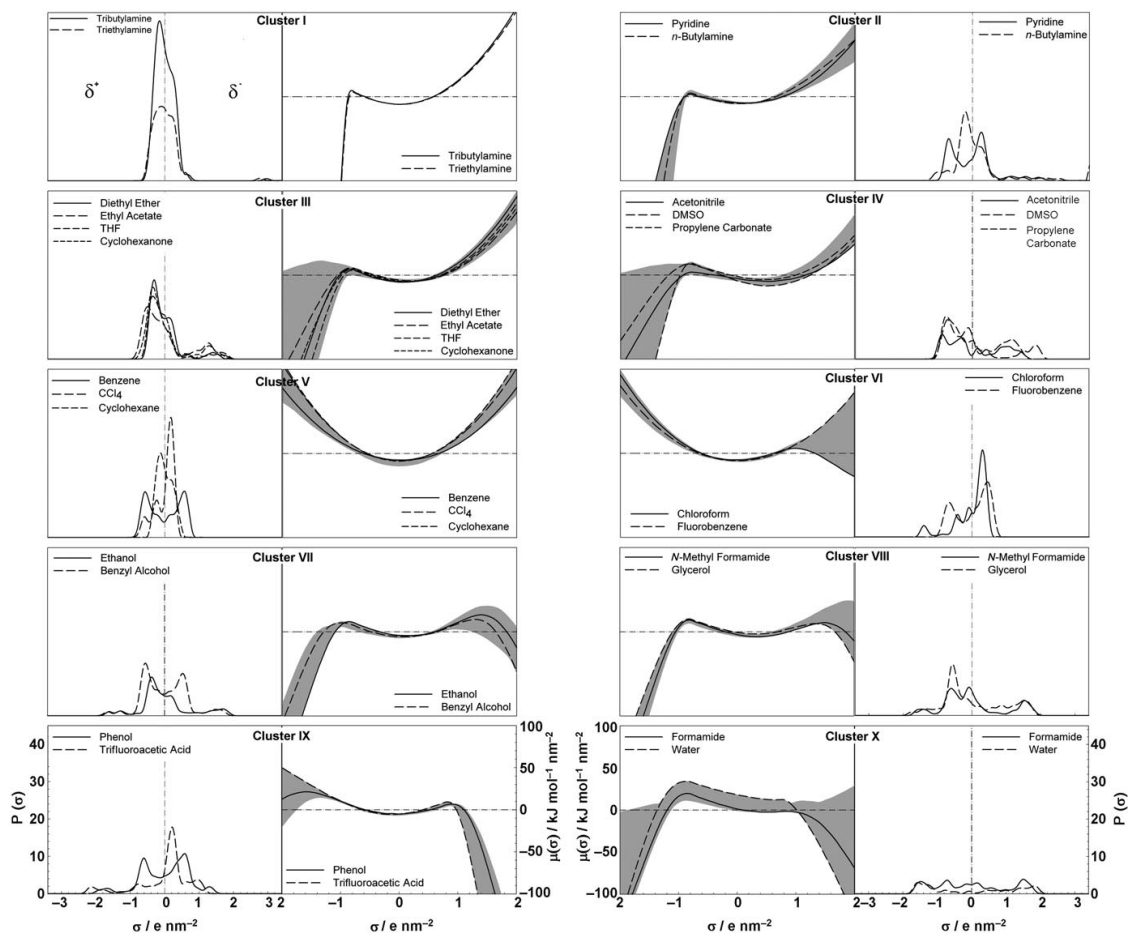 Tributylamine
Triethylamine
Cluster I
δ+
δ-
Tributylamine
Triethylamine
Cluster II
Pyridine
n-Butylamine
Pyridine
n-Butylamine
Diethyl Ether
Ethyl Acetate
THF
Cyclohexanone
Cluster III
Diethyl Ether
Ethyl Acetate
THF
Cyclohexanone
Acetonitrile
DMSO
Propylene Carbonate
Cluster IV
Acetonitrile
DMSO
Propylene
Carbonate
Benzene
CCl4
Cyclohexane
Cluster V
Benzene
CCl4
Cyclohexane
Cluster VI
Chloroform
Fluorobenzene
Chloroform
Fluorobenzene
Ethanol
Benzyl Alcohol
Cluster VII
Ethanol
Benzyl Alcohol
N-Methyl Formamide
Glycerol
Cluster VIII
N-Methyl Formamide
Glycerol
Phenol
Trifluoroacetic Acid
Cluster IX
Phenol
Trifluoroacetic Acid
40
30
20
10
0
P (σ)
100
50
0
−50
−100
μ(σ) / kJ mol−1 nm−2
−3 −2 −1 0 1 2 3
−1 0 1 2
σ / e nm−2
σ / e nm−2
Formamide
Water
Cluster X
Formamide
Water
100
50
0
−50
−100
μ(σ) / kJ mol−1 nm−2
40
30
20
10
0
P (σ)
2 −1 0 1 2
−2 −1 0 1 2 3
σ / e nm−2
σ / e nm−2